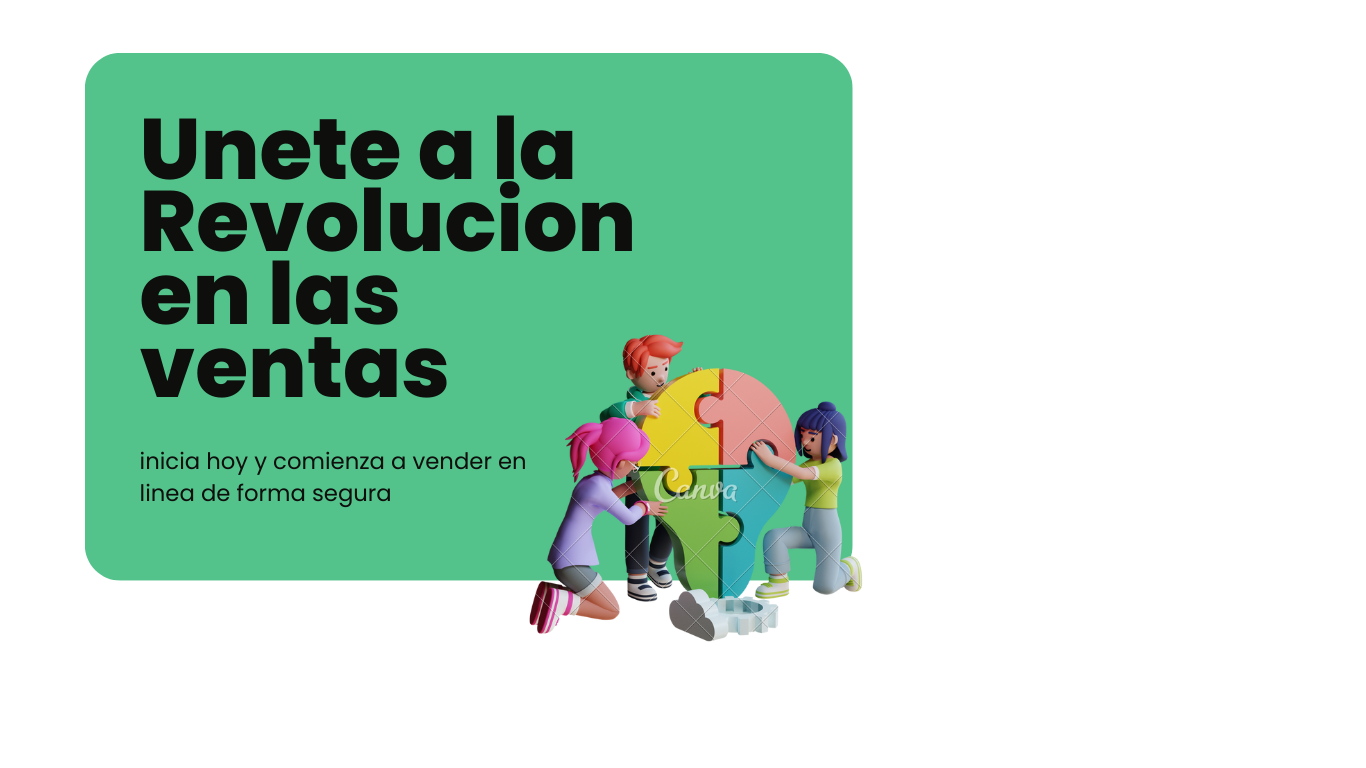 Unete a la
Revolucion
en las
ventas
inicia hoy y comienza a vender en
linea de forma segura
Canva